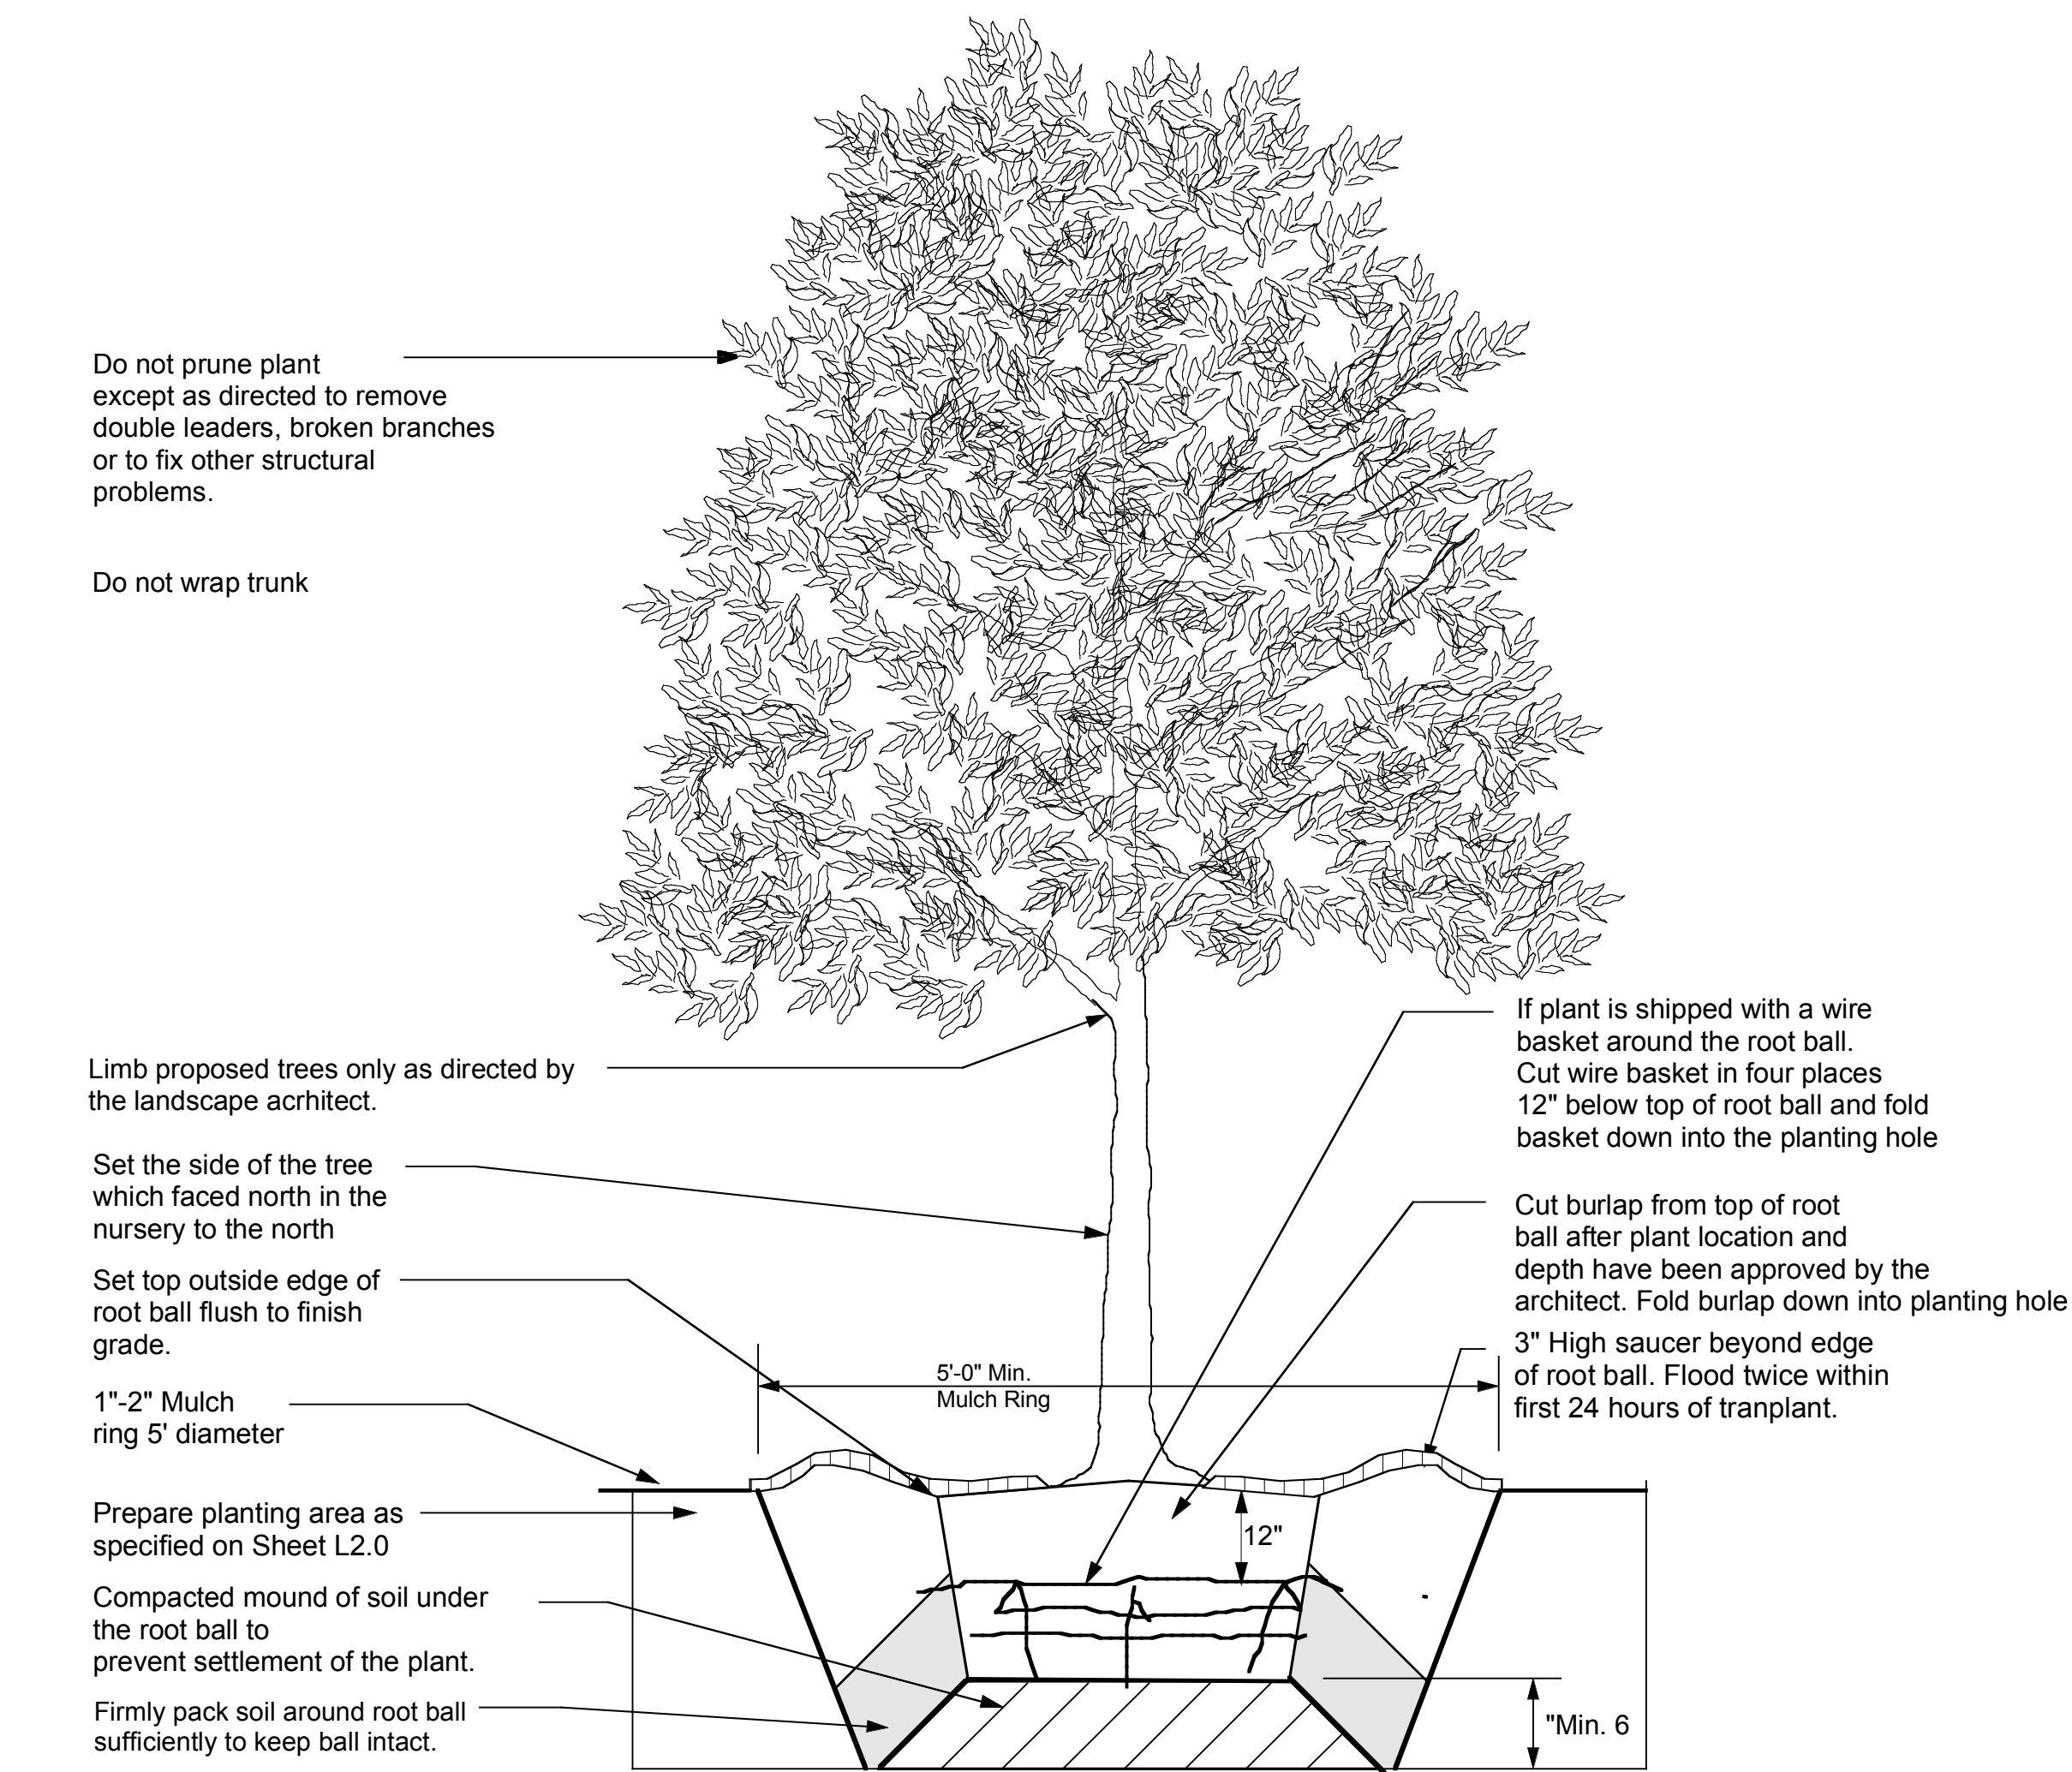 Do not prune plant
except as directed to remove
double leaders, broken branches
or to fix other structural
problems.
Do not wrap trunk
Limb proposed trees only as directed by
the landscape acrhitect.
Set the side of the tree
which faced north in the
nursery to the north
Set top outside edge of
root ball flush to finish
grade.
1"-2" Mulch
ring 5' diameter
Prepare planting area as
specified on Sheet L2.0
Compacted mound of soil under
the root ball to
prevent settlement of the plant.
Firmly pack soil around root ball
sufficiently to keep ball intact.
5'-0" Min.
Mulch Ring
12"
If plant is shipped with a wire
basket around the root ball.
Cut wire basket in four places
12" below top of root ball and fold
basket down into the planting hole
Cut burlap from top of root
ball after plant location and
depth have been approved by the
architect. Fold burlap down into planting hole
3" High saucer beyond edge
of root ball. Flood twice within
first 24 hours of tranplant.
"Min. 6